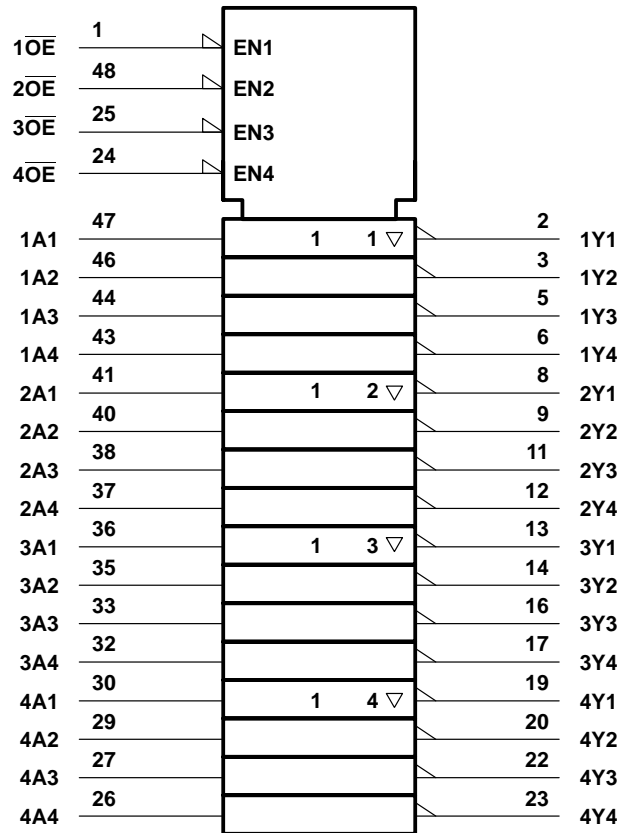 1O̅E̅ 1 EN1
2O̅E̅ 48 EN2
3O̅E̅ 25 EN3
4O̅E̅ 24 EN4
1A1 47 1 1 ▽ 2 1Y1
1A2 46 3 1Y2
1A3 44 5 1Y3
1A4 43 6 1Y4
2A1 41 1 2 ▽ 8 2Y1
2A2 40 9 2Y2
2A3 38 11 2Y3
2A4 37 12 2Y4
3A1 36 1 3 ▽ 13 3Y1
3A2 35 14 3Y2
3A3 33 16 3Y3
3A4 32 17 3Y4
4A1 30 1 4 ▽ 19 4Y1
4A2 29 20 4Y2
4A3 27 22 4Y3
4A4 26 23 4Y4